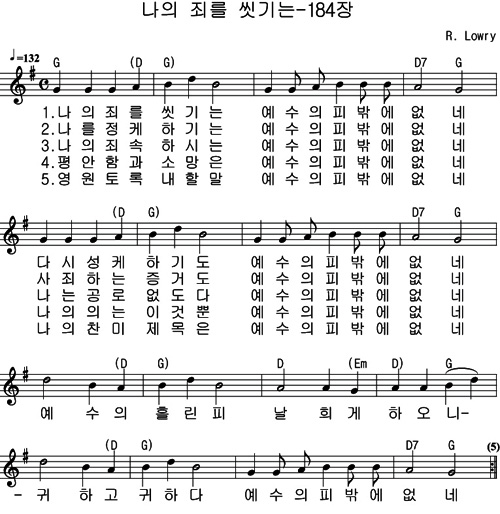 나의 죄를 씻기는-184장
R. Lowry
♩=132 G (D G) D7 G
1.나 의 죄 를 씻 기 는 예 수 의 피 밖 에 없 네
2.나 를 정 케 하 기 는 예 수 의 피 밖 에 없 네
3.나 의 죄 속 하 시 는 예 수 의 피 밖 에 없 네
4.평 안 함 과 소 망 은 예 수 의 피 밖 에 없 네
5.영 원 토 록 내 할 말 예 수 의 피 밖 에 없 네
(D G) D7 G
다 시 성 케 하 기 도 예 수 의 피 밖 에 없 네
사 죄 하 는 증 거 도 예 수 의 피 밖 에 없 네
나 는 공 로 없 도 다 예 수 의 피 밖 에 없 네
나 의 의 는 이 것 뿐 예 수 의 피 밖 에 없 네
나 의 찬 미 제 목 은 예 수 의 피 밖 에 없 네
(D G) D (Em D) G
예 수 의 흘 린 피 날 희 게 하 오 니-
(D G) D7 G (5)
-귀 하 고 귀 하 다 예 수 의 피 밖 에 없 네